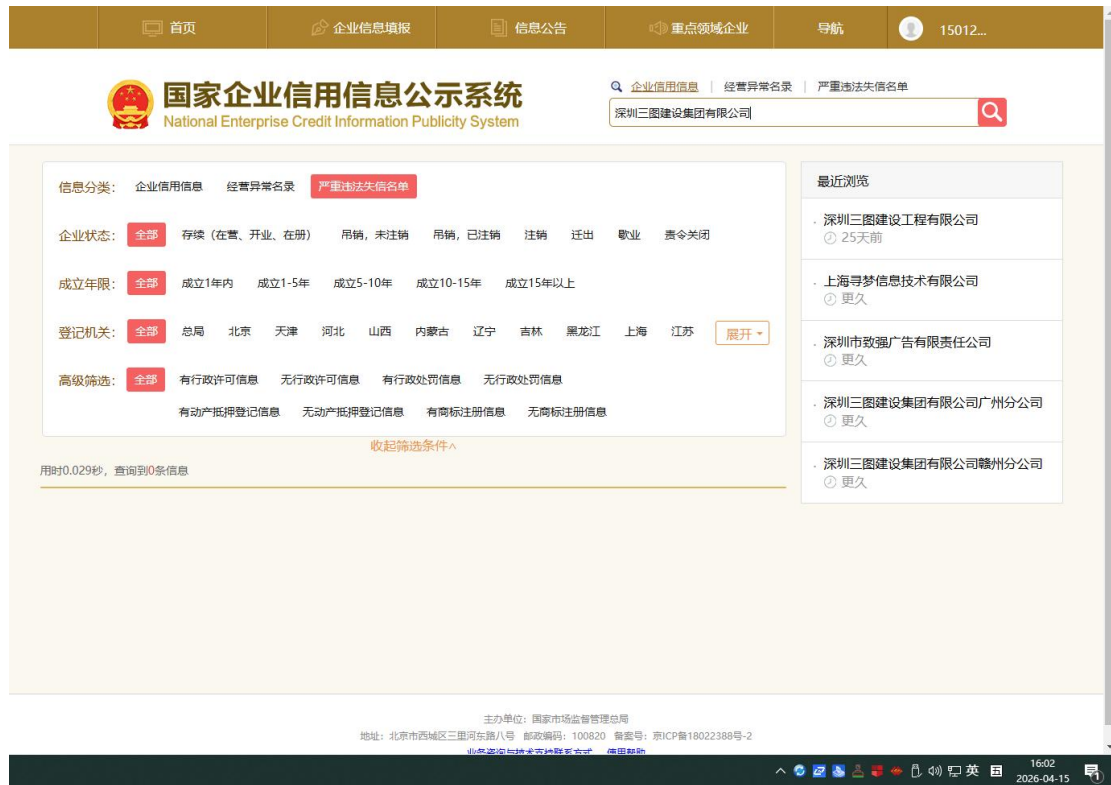 首页 企业信息填报 信息公告 重点领域企业 导航 15012...
国家企业信用信息公示系统
National Enterprise Credit Information Publicity System
企业信用信息 | 经营异常名录 | 严重违法失信名单
深圳三图建设集团有限公司
信息分类: 企业信用信息 经营异常名录 严重违法失信名单
企业状态: 全部 存续（在营、开业、在册） 吊销，未注销 吊销，已注销 注销 迁出 歇业 责令关闭
成立年限: 全部 成立1年内 成立1-5年 成立5-10年 成立10-15年 成立15年以上
登记机关: 全部 总局 北京 天津 河北 山西 内蒙古 辽宁 吉林 黑龙江 上海 江苏 展开
高级筛选: 全部 有行政许可信息 无行政许可信息 有行政处罚信息 无行政处罚信息
有动产抵押登记信息 无动产抵押登记信息 有商标注册信息 无商标注册信息
收起筛选条件
用时0.029秒，查询到0条信息
最近浏览
深圳三图建设工程有限公司
25天前
上海寻梦信息技术有限公司
更久
深圳市致强广告有限责任公司
更久
深圳三图建设集团有限公司广州分公司
更久
深圳三图建设集团有限公司赣州分公司
更久
主办单位：国家市场监督管理总局
地址：北京市西城区三里河东路八号 邮政编码：100820 备案号：京ICP备18022388号-2
业务咨询与技术支持联系方式 使用帮助
英 五 16:02
2026-04-15 1